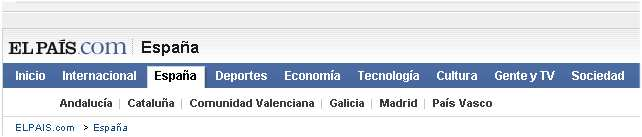 ELPAÍS.com España
Inicio Internacional España Deportes Economía Tecnología Cultura Gente y TV Sociedad
Andalucía | Cataluña | Comunidad Valenciana | Galicia | Madrid | País Vasco
ELPAIS.com > España